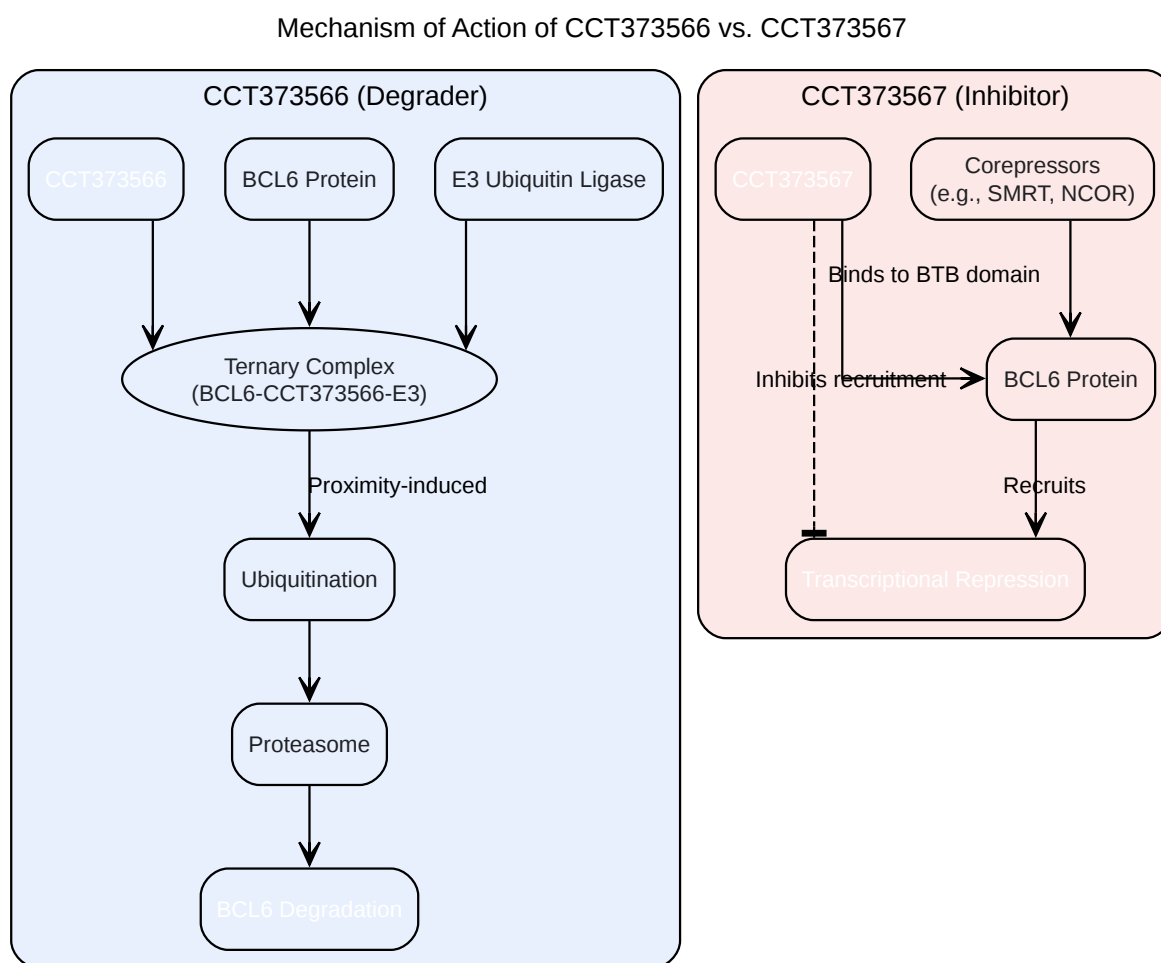 Mechanism of Action of CCT373566 vs. CCT373567
CCT373566 (Degrader)
CCT373566
BCL6 Protein
E3 Ubiquitin Ligase
Ternary Complex
(BCL6-CCT373566-E3)
Proximity-induced
Ubiquitination
Proteasome
BCL6 Degradation
CCT373567 (Inhibitor)
CCT373567
Corepressors
(e.g., SMRT, NCOR)
Binds to BTB domain
Inhibits recruitment
BCL6 Protein
Recruits
Transcriptional Repression